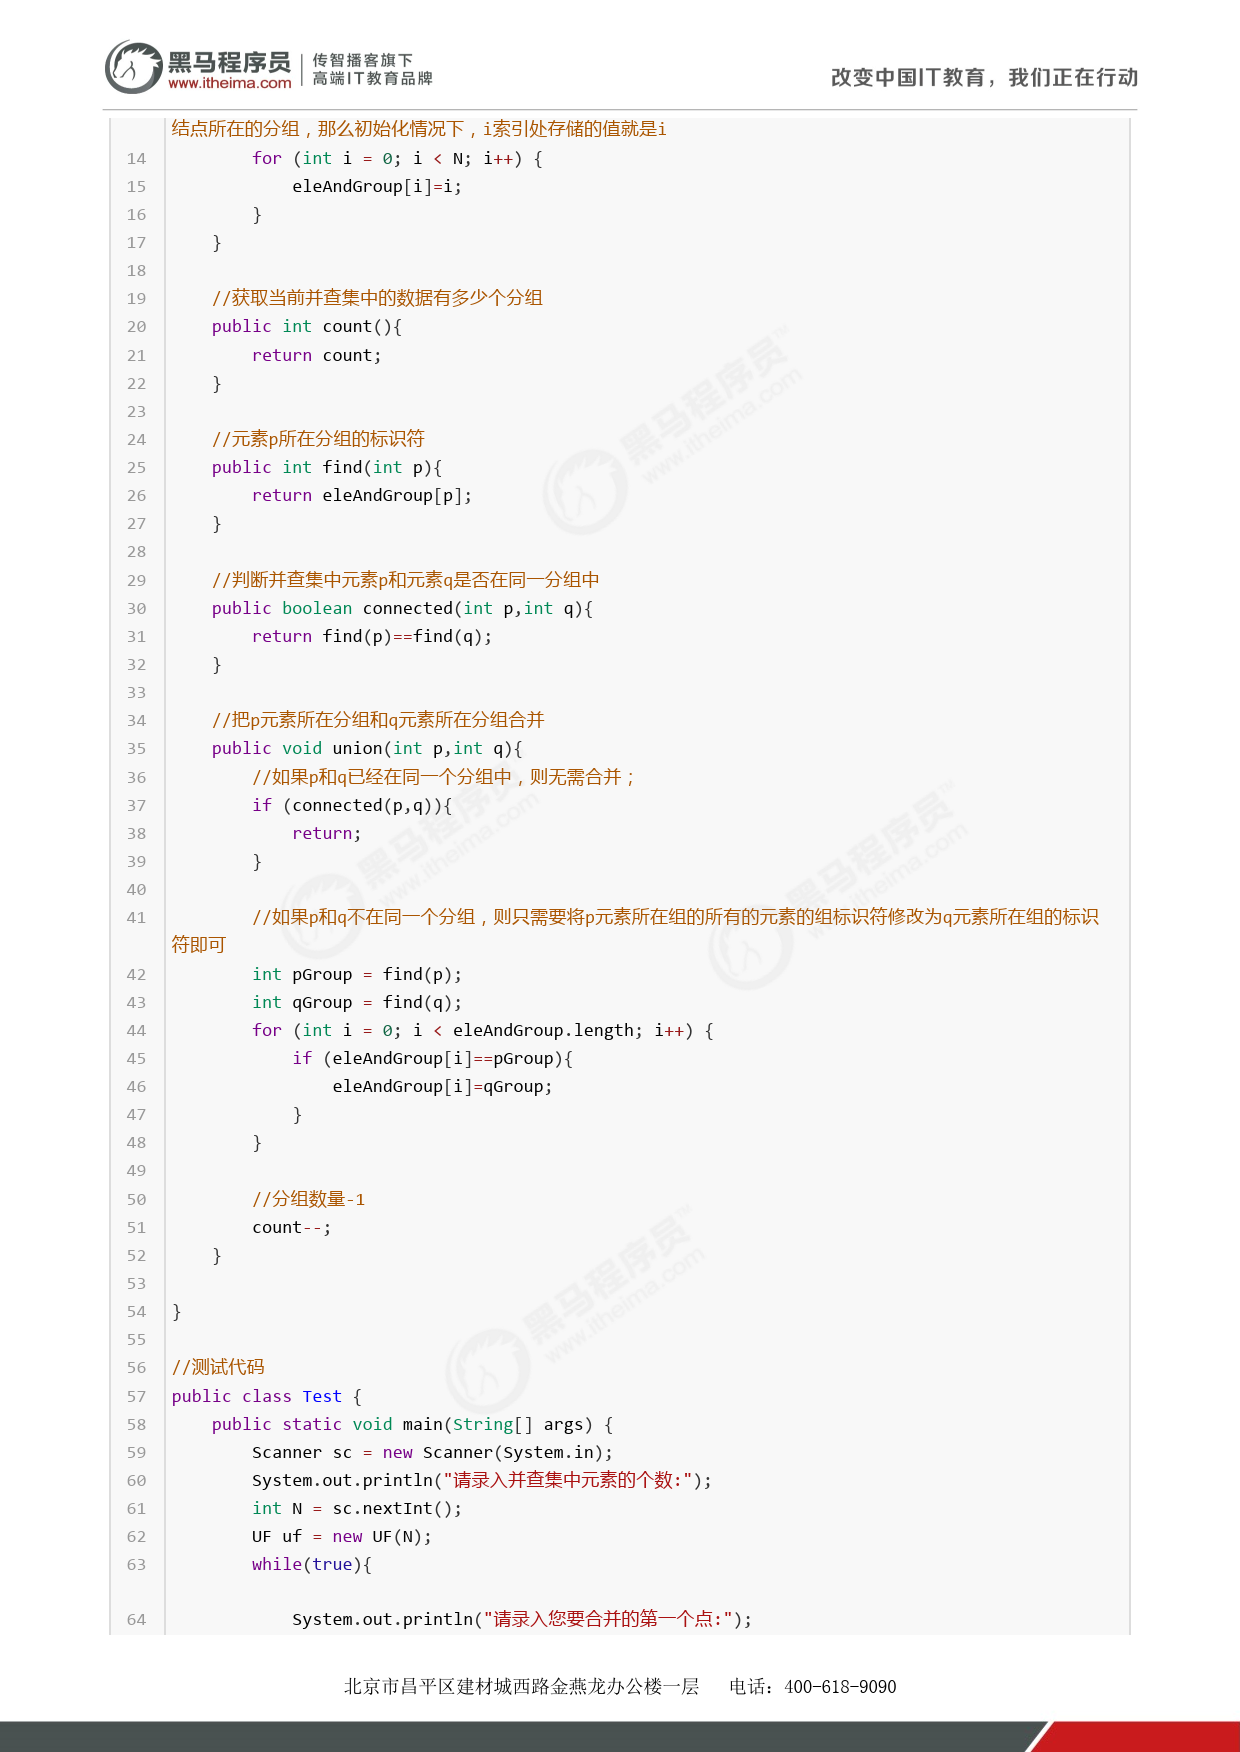 黑马程序员 传智播客旗下
www.itheima.com 高端IT教育品牌
改变中国IT教育，我们正在行动
结点所在的分组，那么初始化情况下，i索引处存储的值就是i
14 for (int i = 0; i < N; i++) {
15 eleAndGroup[i]=i;
16 }
17 }
18
19 //获取当前并查集中的数据有多少个分组
20 public int count(){
21 return count;
22 }
23
24 //元素p所在分组的标识符
25 public int find(int p){
26 return eleAndGroup[p];
27 }
28
29 //判断并查集中元素p和元素q是否在同一分组中
30 public boolean connected(int p,int q){
31 return find(p)==find(q);
32 }
33
34 //把p元素所在分组和q元素所在分组合并
35 public void union(int p,int q){
36 //如果p和q已经在同一个分组中，则无需合并；
37 if (connected(p,q)){
38 return;
39 }
40
41 //如果p和q不在同一个分组，则只需要将p元素所在组的所有的元素的组标识符修改为q元素所在组的标识
符即可
42 int pGroup = find(p);
43 int qGroup = find(q);
44 for (int i = 0; i < eleAndGroup.length; i++) {
45 if (eleAndGroup[i]==pGroup){
46 eleAndGroup[i]=qGroup;
47 }
48 }
49
50 //分组数量-1
51 count--;
52 }
53
54 }
55
56 //测试代码
57 public class Test {
58 public static void main(String[] args) {
59 Scanner sc = new Scanner(System.in);
60 System.out.println("请录入并查集中元素的个数:");
61 int N = sc.nextInt();
62 UF uf = new UF(N);
63 while(true){
64 System.out.println("请录入您要合并的第一个点:");
北京市昌平区建材城西路金燕龙办公楼一层 电话：400-618-9090